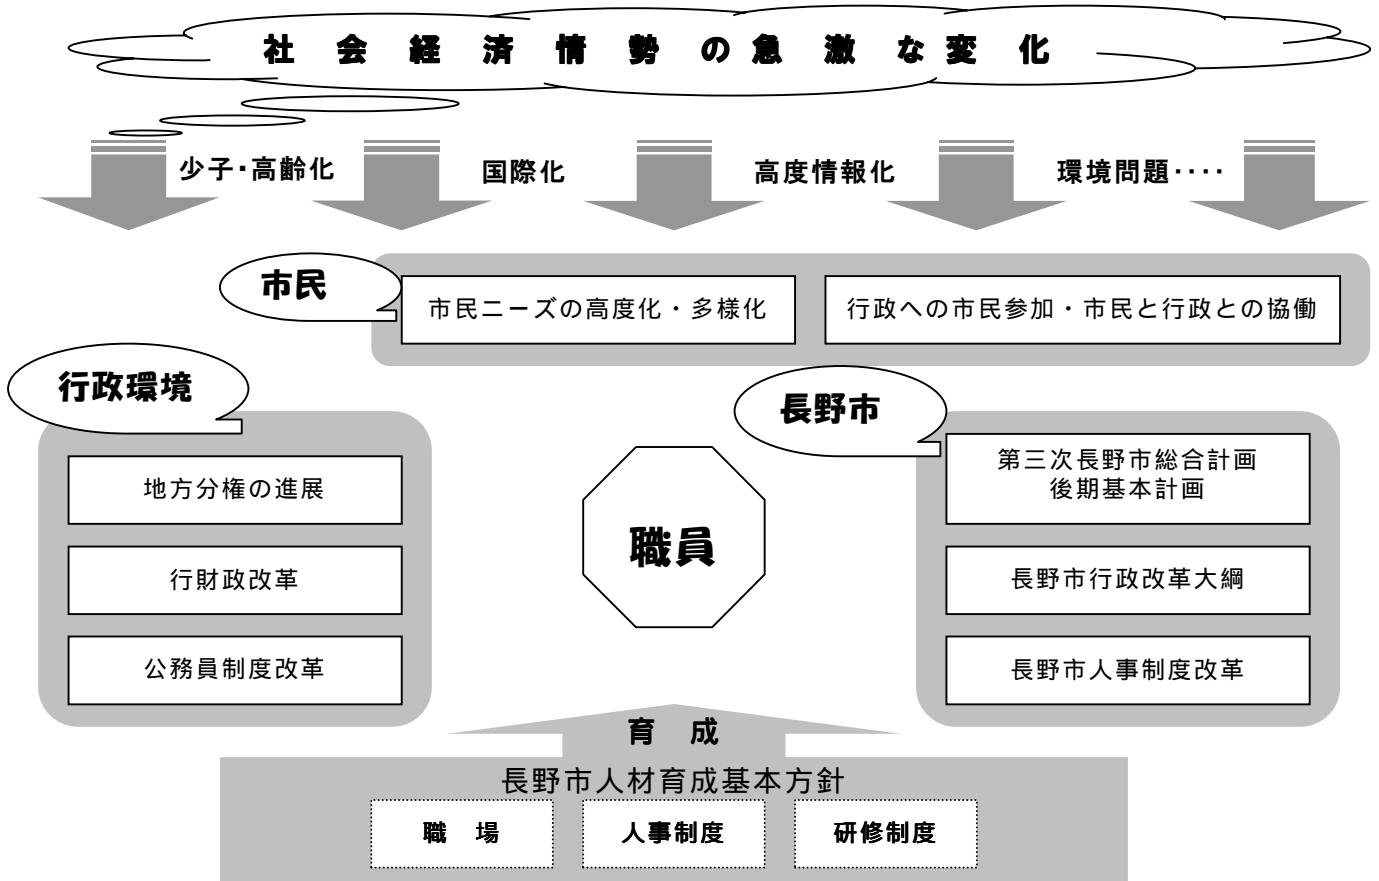 社会経済情勢の急激な変化
少子・高齢化
国際化
高度情報化
環境問題・・・・
市民
市民ニーズの高度化・多様化
行政への市民参加・市民と行政との協働
行政環境
地方分権の進展
行財政改革
公務員制度改革
長野市
第三次長野市総合計画
後期基本計画
長野市行政改革大綱
長野市人事制度改革
職員
育 成
長野市人材育成基本方針
職 場
人事制度
研修制度